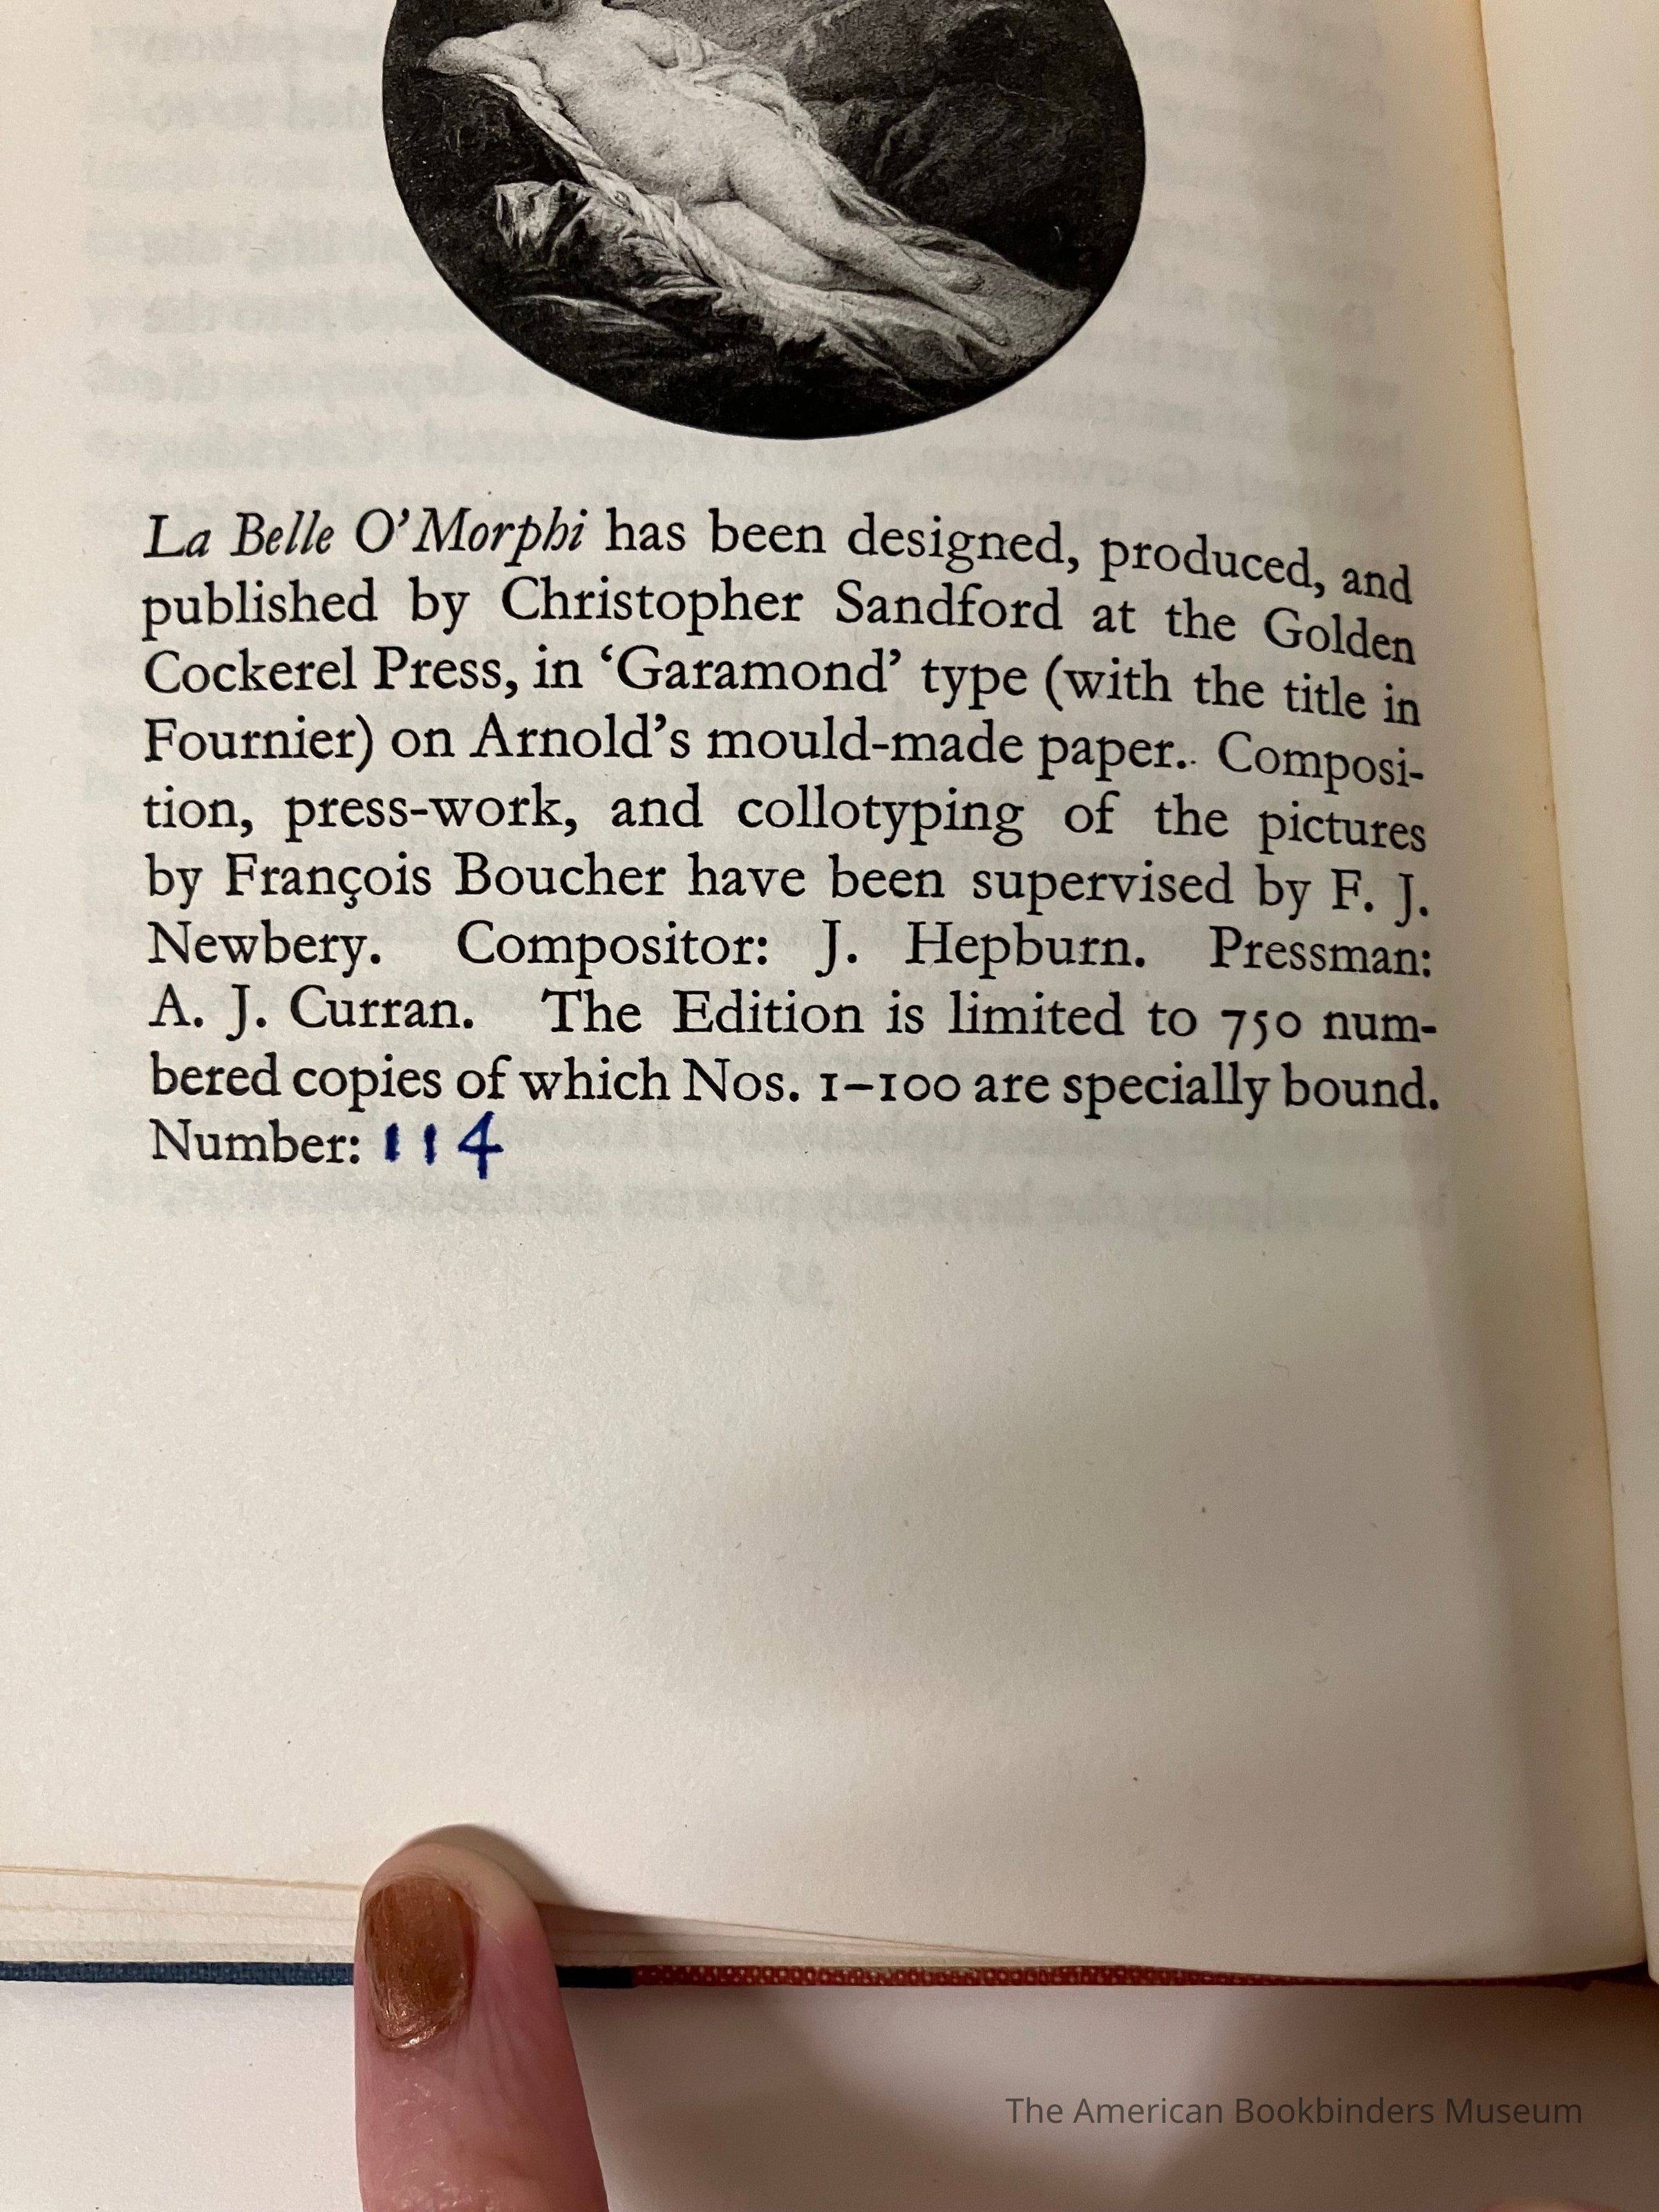 La Belle O'Morphi has been designed, produced, and
published by Christopher Sandford at the Golden
Cockerel Press, in ‘Garamond’ type (with the title in
Fournier) on Arnold's mould-made paper. Composi-
tion, press-work, and collotyping of the pictures
by François Boucher have been supervised by F. J.
Newbery. Compositor: J. Hepburn. Pressman:
A. J. Curran. The Edition is limited to 750 num-
bered copies of which Nos. 1–100 are specially bound.
Number: 114
The American Bookbinders Museum